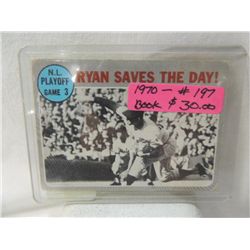 N.L.
PLAYOFF
GAME 3
RYAN SAVES THE DAY!
1970 - # 197
Book $ 30.00